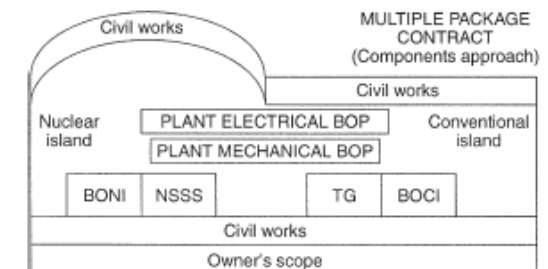 MULTIPLE PACKAGE
CONTRACT
(Components approach)
Civil works
Civil works
Nuclear
island
PLANT ELECTRICAL BOP
PLANT MECHANICAL BOP
Conventional
island
BONI NSSS TG BOCI
Civil works
Owner's scope